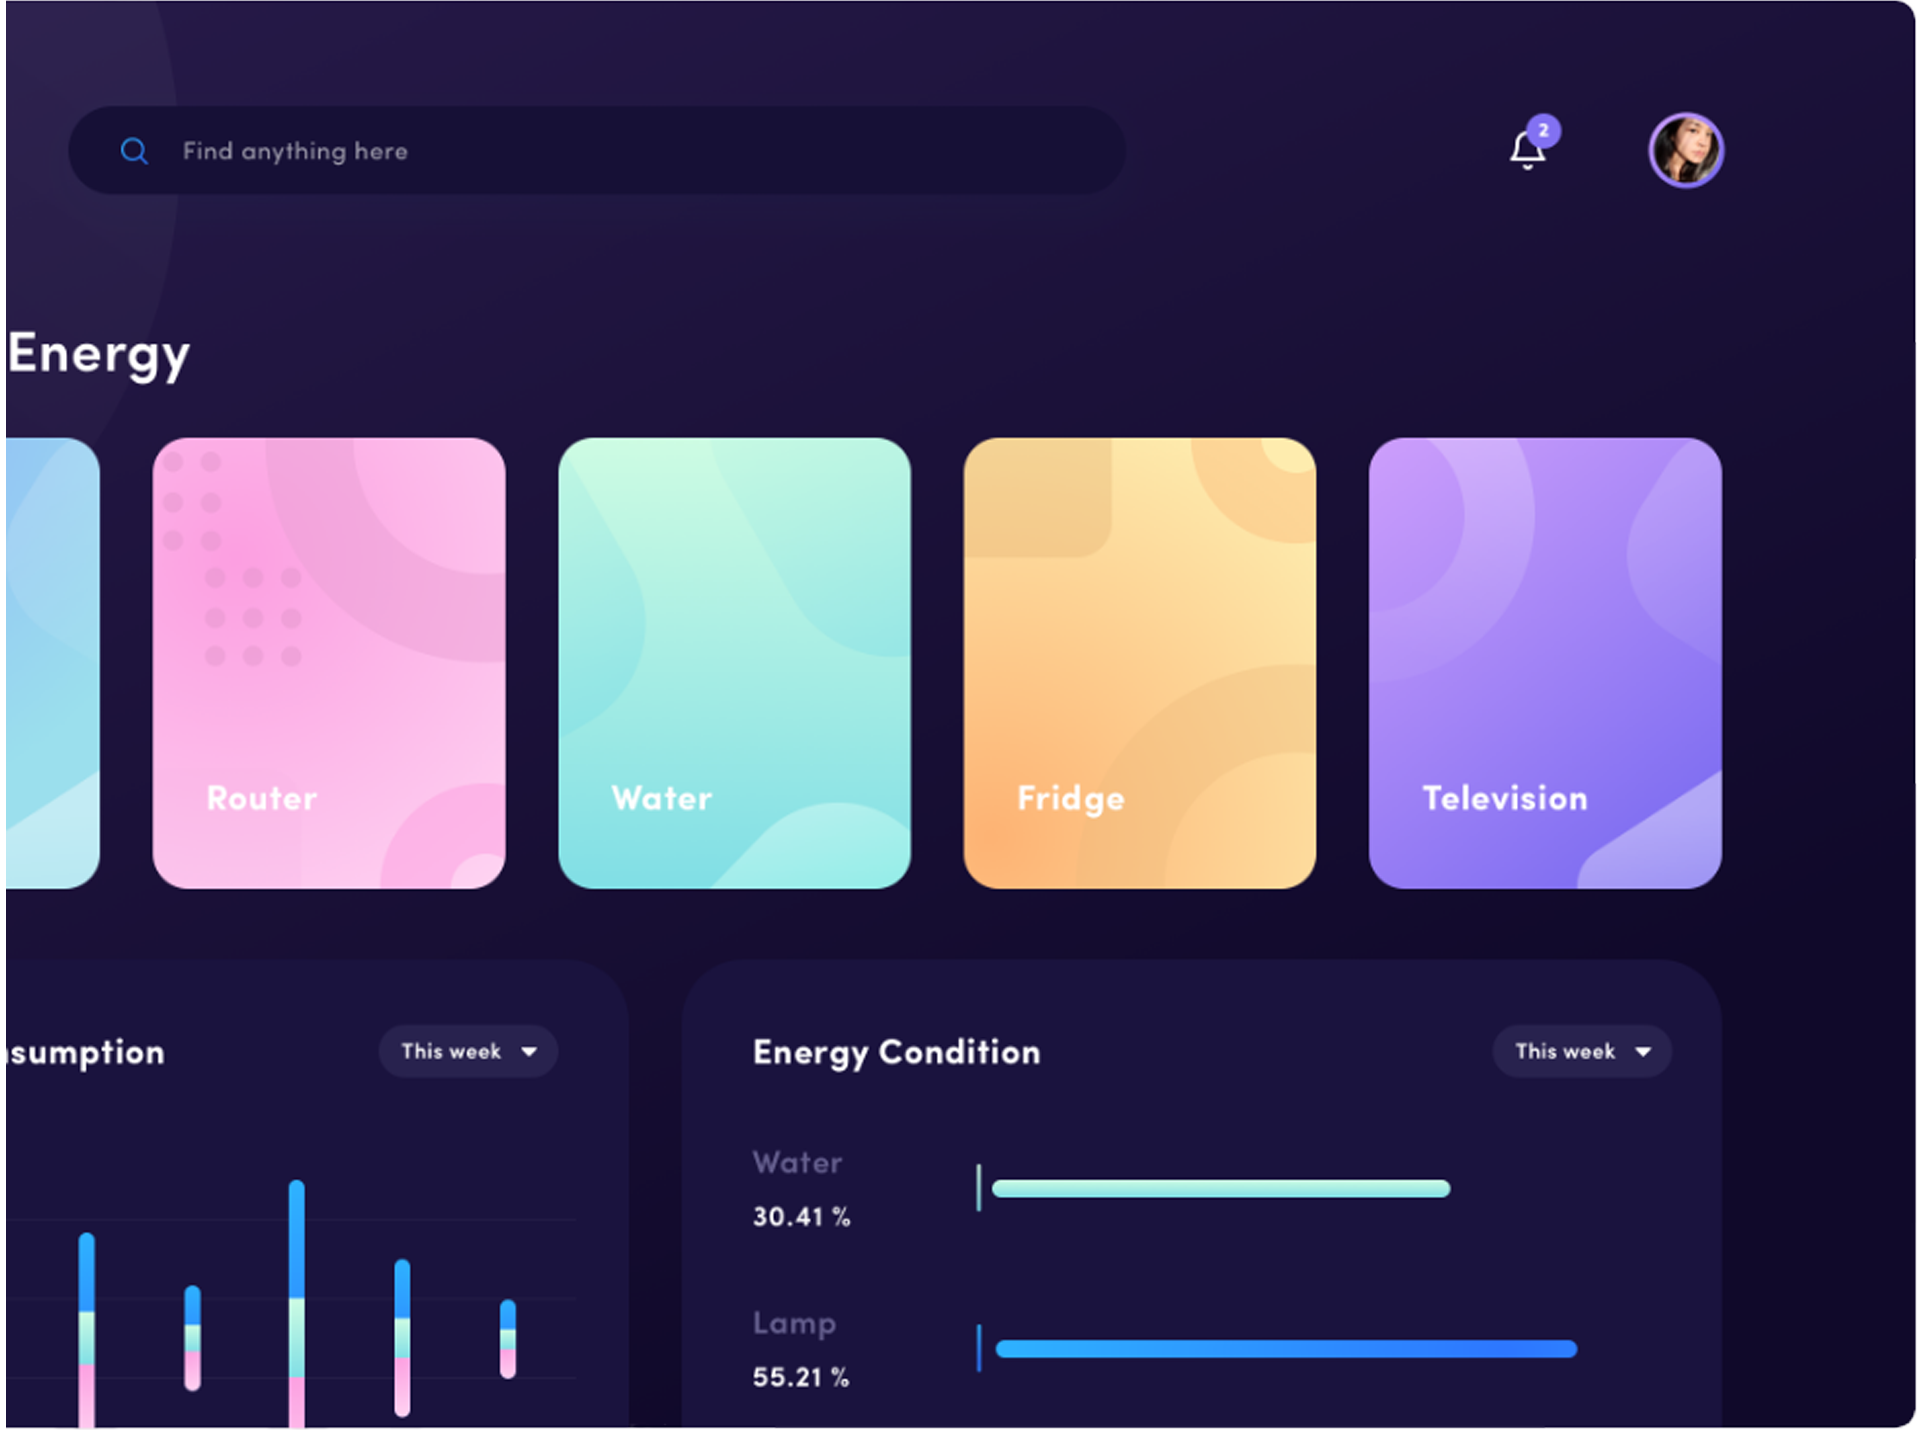 Find anything here
2
Energy
Router
Water
Fridge
Television
nsumption
This week
Energy Condition
This week
Water
30.41 %
Lamp
55.21 %